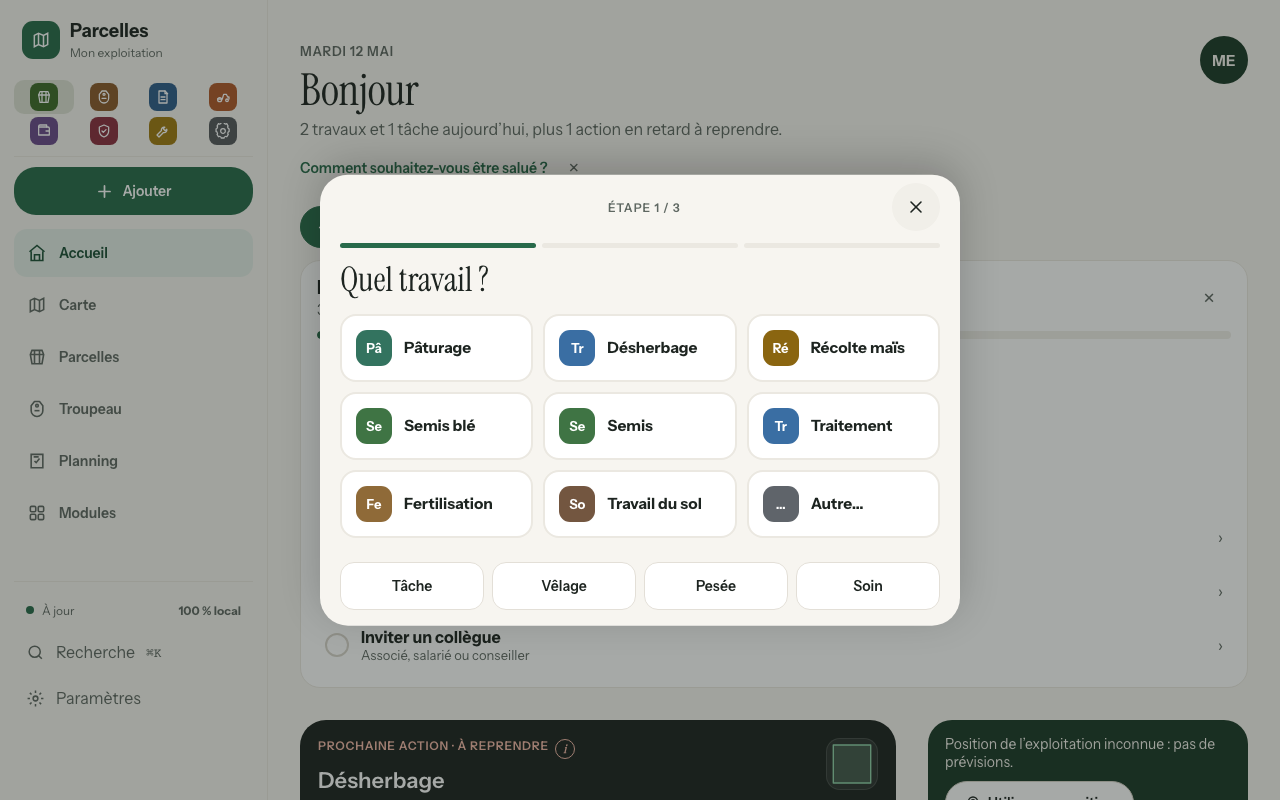 Parcelles
Mon exploitation
Ajouter
Accueil
Carte
Parcelles
Troupeau
Planning
Modules
À jour
100 % local
Recherche ⌘K
Paramètres
MARDI 12 MAI
Bonjour
2 travaux et 1 tâche aujourd'hui, plus 1 action en retard à reprendre.
Comment souhaitez-vous être salué ? ×
ME
ÉTAPE 1 / 3
Quel travail ?
Pâ Pâturage
Tr Désherbage
Ré Récolte maïs
Se Semis blé
Se Semis
Tr Traitement
Fe Fertilisation
So Travail du sol
... Autre...
Tâche
Vêlage
Pesée
Soin
Inviter un collègue
Associé, salarié ou conseiller
PROCHAINE ACTION · À REPRENDRE i
Désherbage
Position de l'exploitation inconnue : pas de
prévisions.